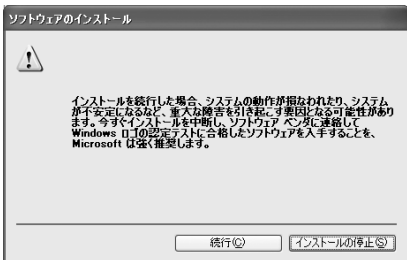 ソフトウェアのインストール
インストールを続行した場合、システムの動作が損なわれたり、システム
が不安定になるなど、重大な障害を引き起こす要因となる可能性があり
ます。今すぐインストールを中断し、ソフトウェア ベンダに連絡して
Windows ロゴの認定テストに合格したソフトウェアを入手することを、
Microsoft は強く推奨します。
続行(C)
インストールの停止(S)